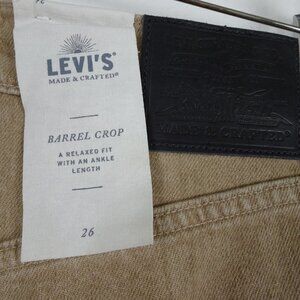 LEVI'S
MADE & CRAFTED®
BARREL CROP
A RELAXED FIT
WITH AN ANKLE
LENGTH
26
MADE & CRAFTED®